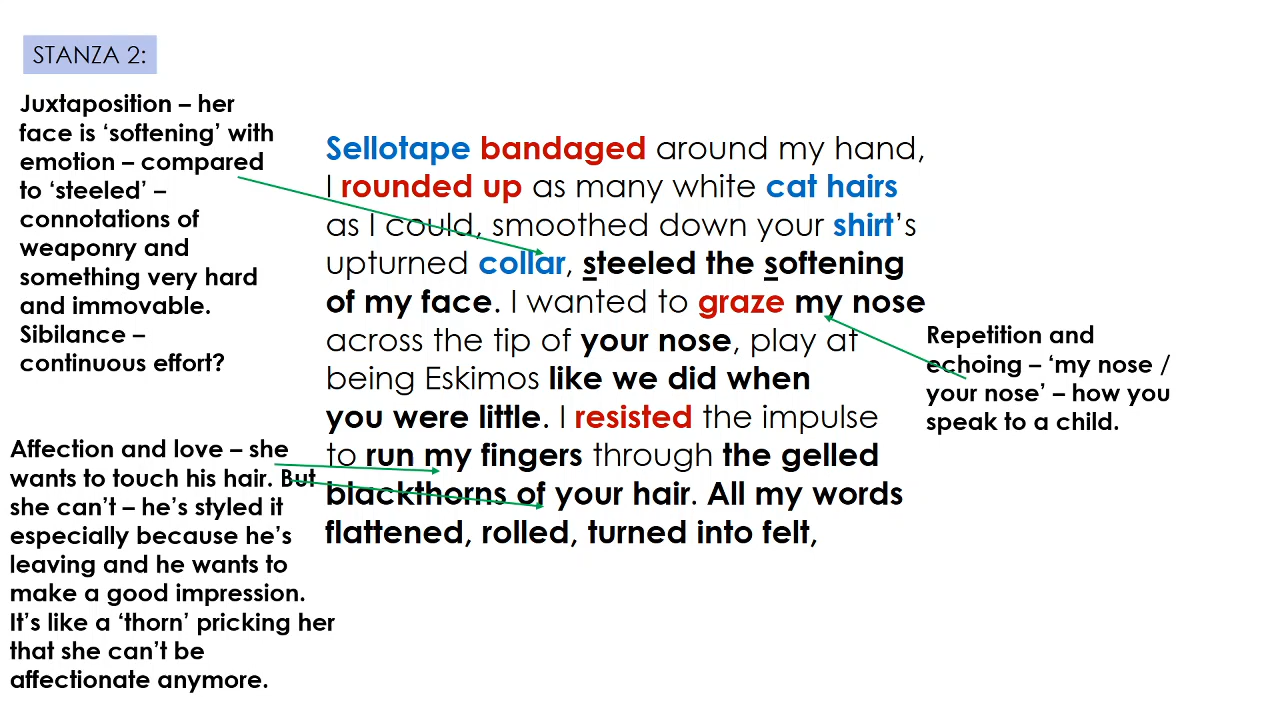 STANZA 2:
Juxtaposition – her
face is ‘softening’ with
emotion – compared
to ‘steeled’ –
connotations of
weaponry and
something very hard
and immovable.
Sibilance –
continuous effort?
Affection and love – she
wants to touch his hair. But
she can’t – he’s styled it
especially because he’s
leaving and he wants to
make a good impression.
It’s like a ‘thorn’ pricking her
that she can’t be
affectionate anymore.
Sellotape bandaged around my hand,
I rounded up as many white cat hairs
as I could, smoothed down your shirt’s
upturned collar, steeled the softening
of my face. I wanted to graze my nose
across the tip of your nose, play at
being Eskimos like we did when
you were little. I resisted the impulse
to run my fingers through the gelled
blackthorns of your hair. All my words
flattened, rolled, turned into felt,
Repetition and
echoing – ‘my nose /
your nose’ – how you
speak to a child.